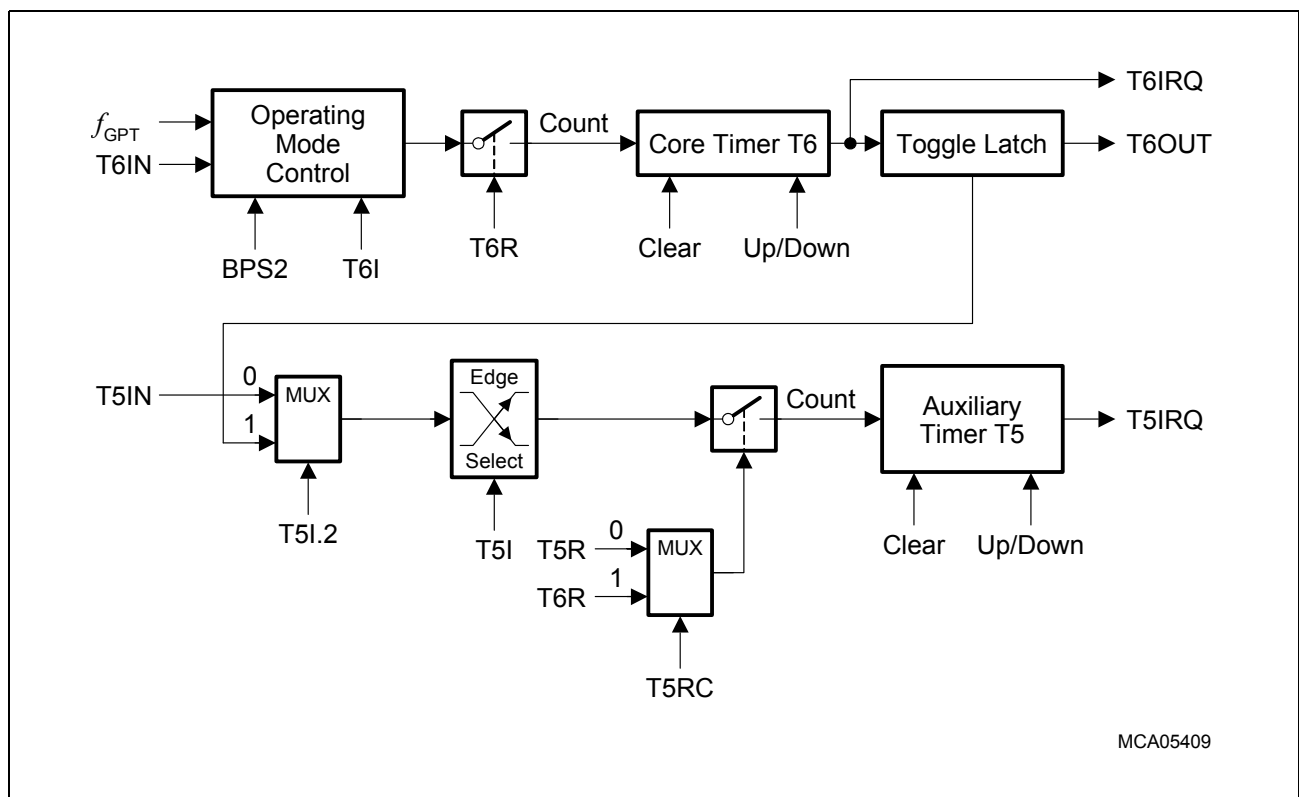 T6IRQ
f GPT
T6IN
Operating
Mode
Control
Count
Core Timer T6
Toggle Latch
T6OUT
BPS2
T6I
T6R
Clear
Up/Down
T5IN
0
1
MUX
Edge
Select
Count
Auxiliary
Timer T5
T5IRQ
T5I.2
T5I
T5R
0
T6R
1
MUX
Clear
Up/Down
T5RC
MCA05409